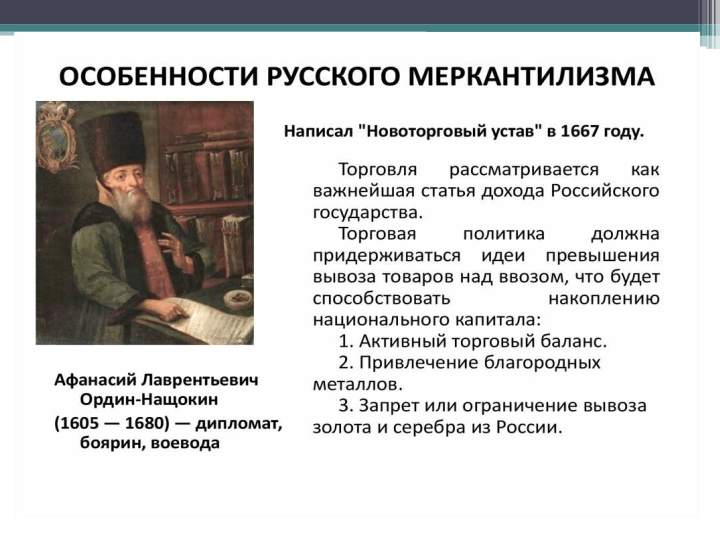 ОСОБЕННОСТИ РУССКОГО МЕРКАНТИЛИЗМА
Написал "Новоторговый устав" в 1667 году.
Торговля рассматривается как
важнейшая статья дохода Российского
государства.
Торговая политика должна
придерживаться идеи превышения
вывоза товаров над ввозом, что будет
способствовать накоплению
национального капитала:
1. Активный торговый баланс.
2. Привлечение благородных
металлов.
3. Запрет или ограничение вывоза
золота и серебра из России.
Афанасий Лаврентьевич
Ордин-Нащокин
(1605 — 1680) — дипломат,
боярин, воевода